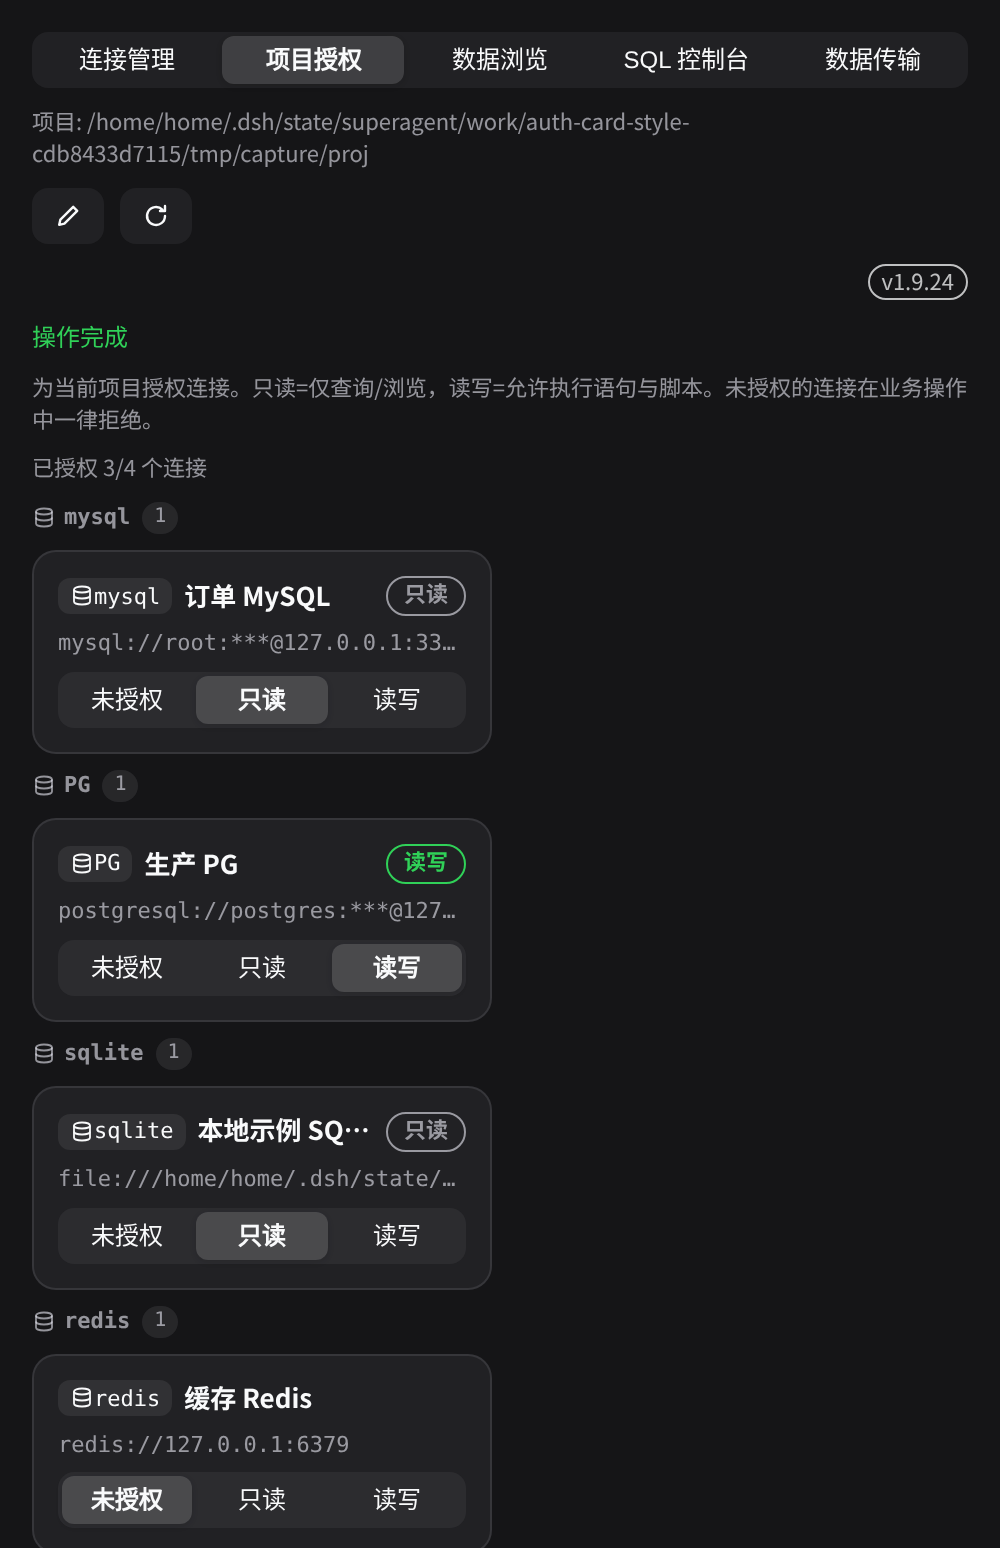 连接管理 项目授权 数据浏览 SQL 控制台 数据传输
项目: /home/home/.dsh/state/superagent/work/auth-card-style-
cdb8433d7115/tmp/capture/proj
v1.9.24
操作完成
为当前项目授权连接。只读=仅查询/浏览，读写=允许执行语句与脚本。未授权的连接在业务操作
中一律拒绝。
已授权 3/4 个连接
mysql 1
mysql 订单 MySQL 只读
mysql://root:***@127.0.0.1:33…
未授权 只读 读写
PG 1
PG 生产 PG 读写
postgresql://postgres:***@127…
未授权 只读 读写
sqlite 1
sqlite 本地示例 SQ… 只读
file:///home/home/.dsh/state/…
未授权 只读 读写
redis 1
redis 缓存 Redis
redis://127.0.0.1:6379
未授权 只读 读写